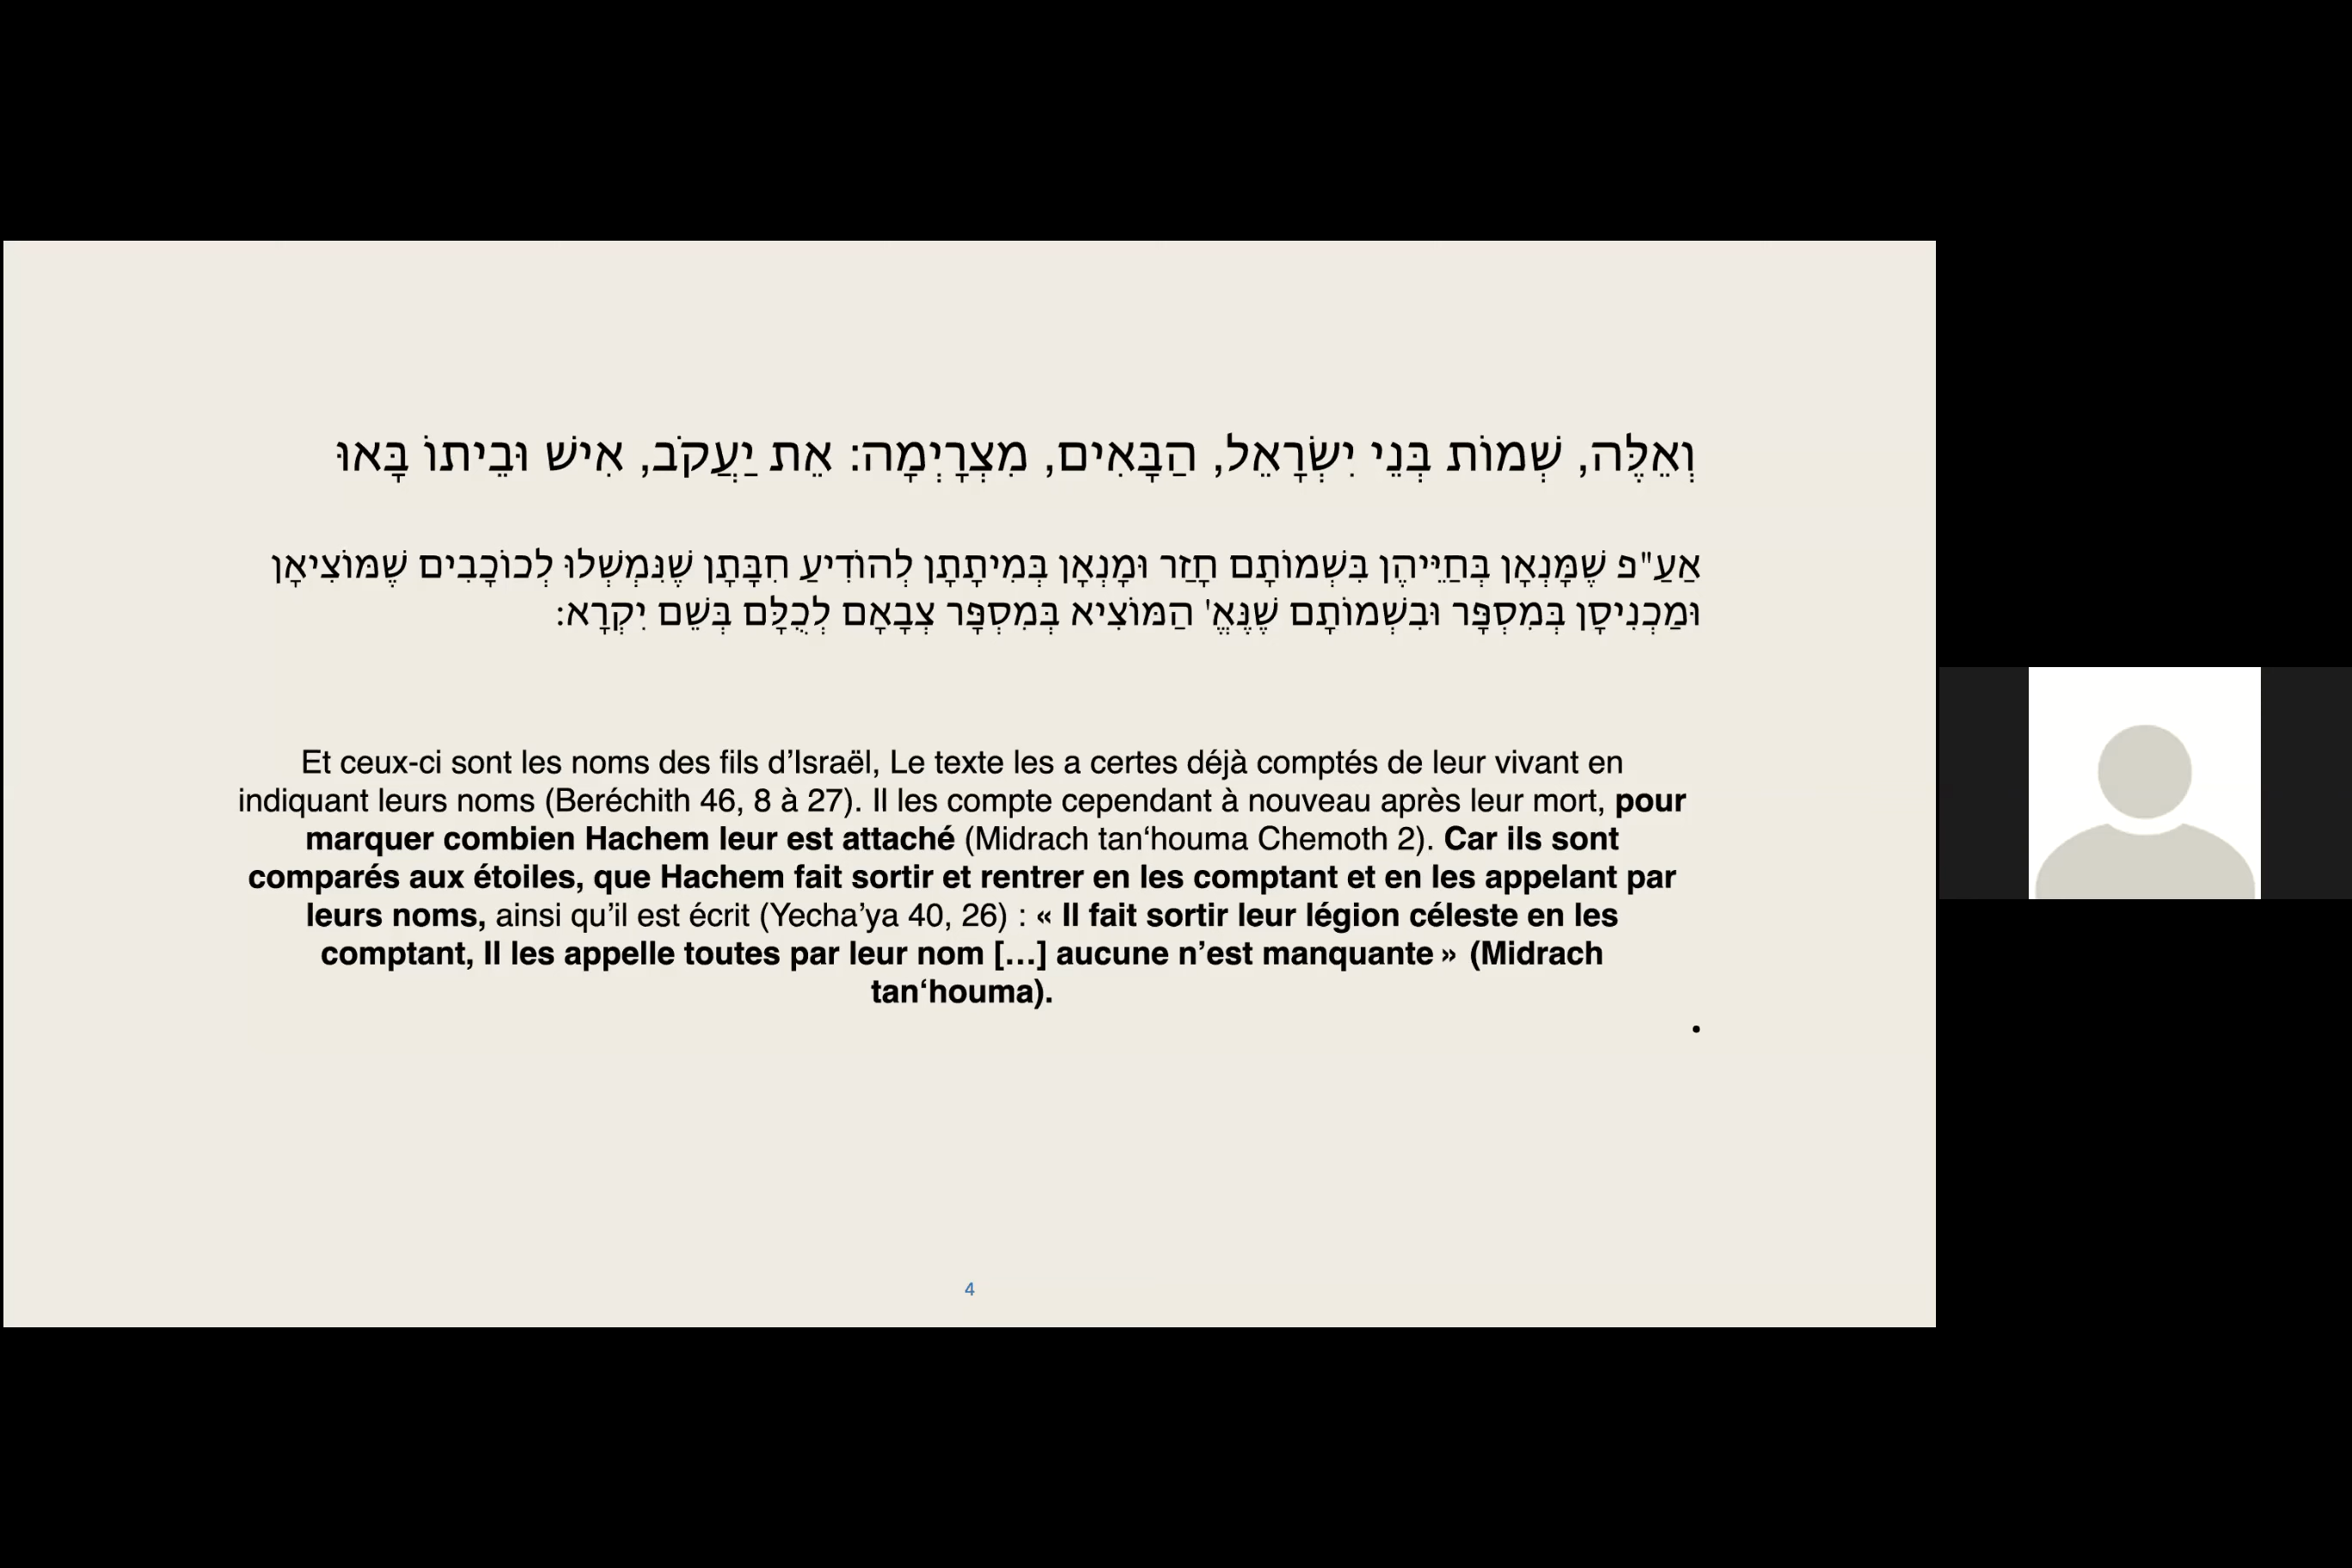 וְאֵלֶּה, שְׁמוֹת בְּנֵי יִשְׂרָאֵל, הַבָּאִים, מִצְרָיְמָה: אֵת יַעֲקֹב, אִישׁ וּבֵיתוֹ בָּאוּ
אַעַ"פ שֶׁמְּנָאָן בְּחַיֵּיהֶן בִּשְׁמוֹתָם חָזַר וּמְנָאָן בְּמִיתָתָן לְהוֹדִיעַ חִבָּתָן שֶׁנִּמְשְׁלוּ לְכוֹכָבִים שֶׁמּוֹצִיאָן
וּמַכְנִיסָן בְּמִסְפָּר וּבִשְׁמוֹתָם שֶׁנֶּאֱ' הַמּוֹצִיא בְּמִסְפָּר צְבָאָם לְכֻלָּם בְּשֵׁם יִקְרָא:
Et ceux-ci sont les noms des fils d’Israël, Le texte les a certes déjà comptés de leur vivant en
indiquant leurs noms (Beréchith 46, 8 à 27). Il les compte cependant à nouveau après leur mort, pour
marquer combien Hachem leur est attaché (Midrach tan‘houma Chemoth 2). Car ils sont
comparés aux étoiles, que Hachem fait sortir et rentrer en les comptant et en les appelant par
leurs noms, ainsi qu’il est écrit (Yecha’ya 40, 26) : « Il fait sortir leur légion céleste en les
comptant, Il les appelle toutes par leur nom […] aucune n’est manquante » (Midrach
tan‘houma).
.
4